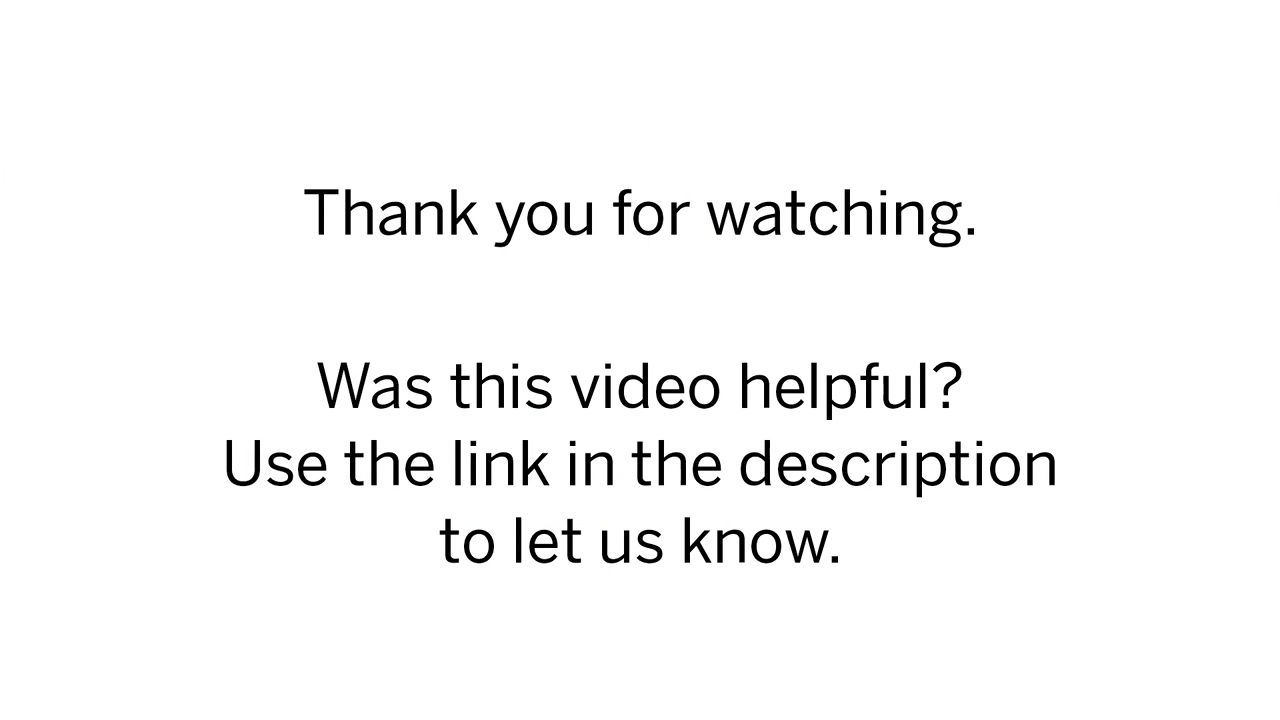 Thank you for watching.
Was this video helpful?
Use the link in the description
to let us know.